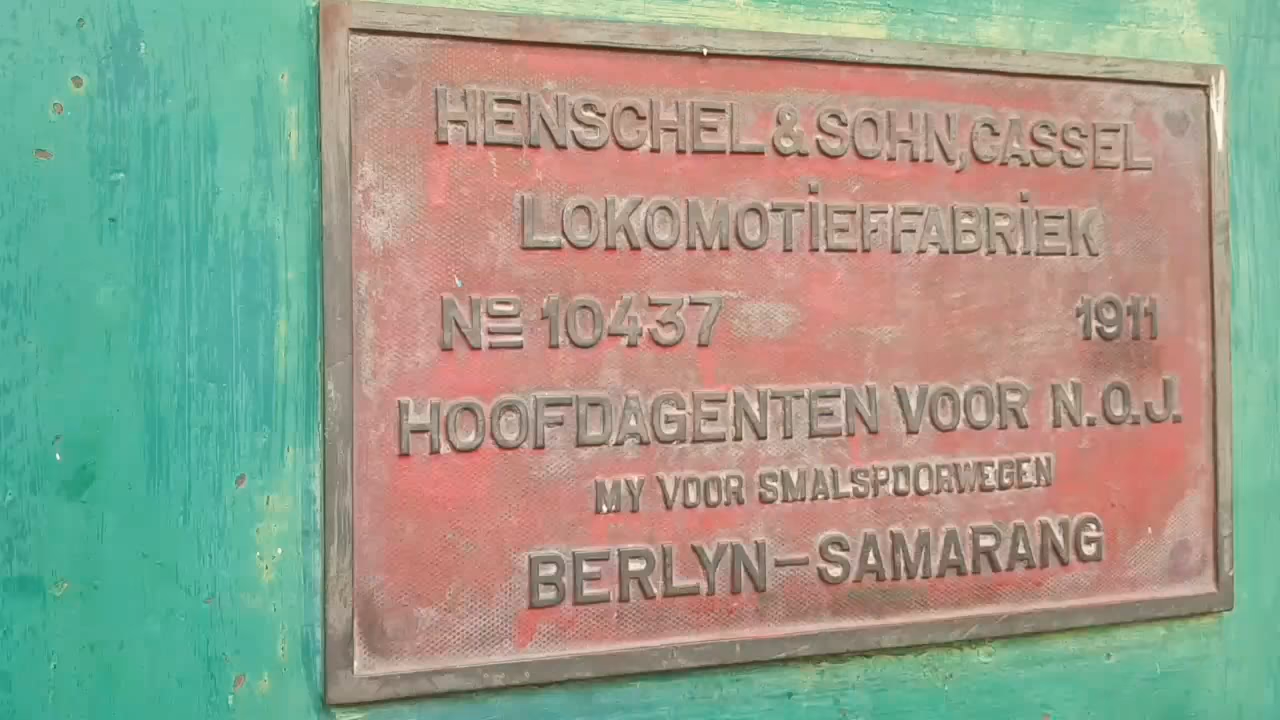 HENSCHEL & SOHN, CASSEL
LOKOMOTiEFFABRiEK
No 10437 1911
HOOFDAGENTEN VOOR N.O.J.
MY VOOR SMALSPOORWEGEN
BERLYN-SAMARANG